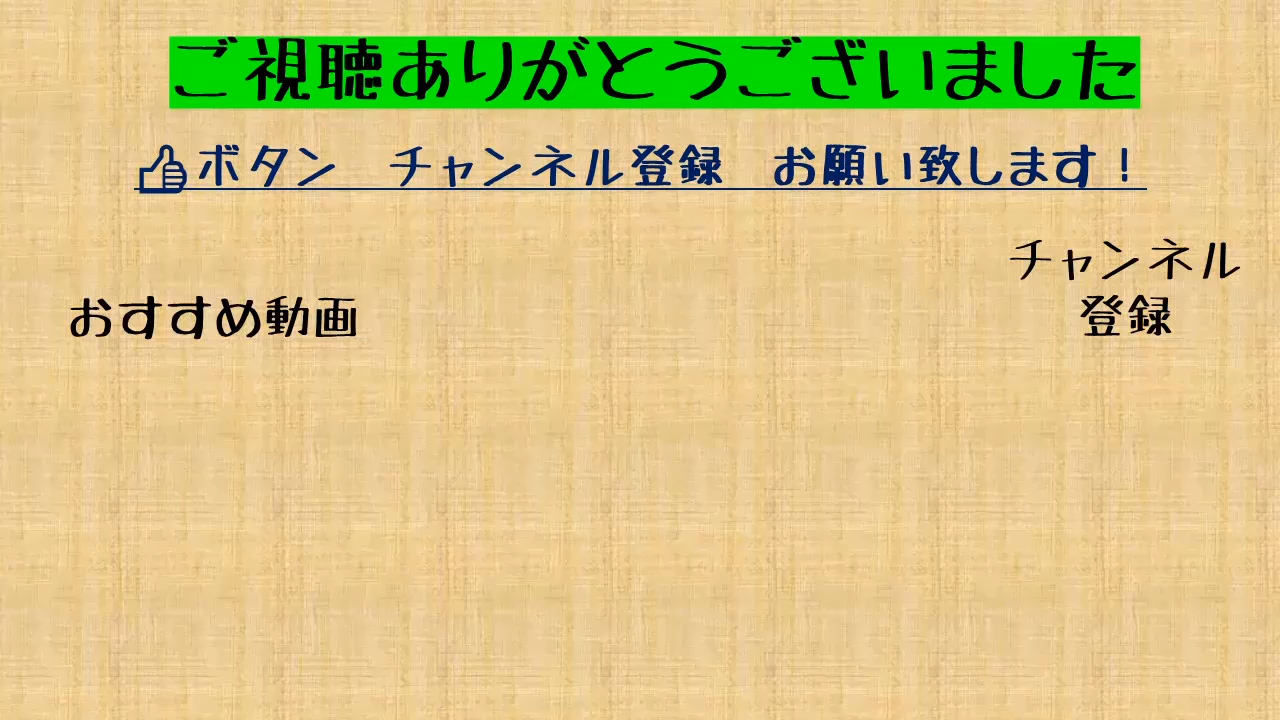 ご視聴ありがとうございました
👍ボタン　チャンネル登録　お願い致します！
チャンネル
登録
おすすめ動画